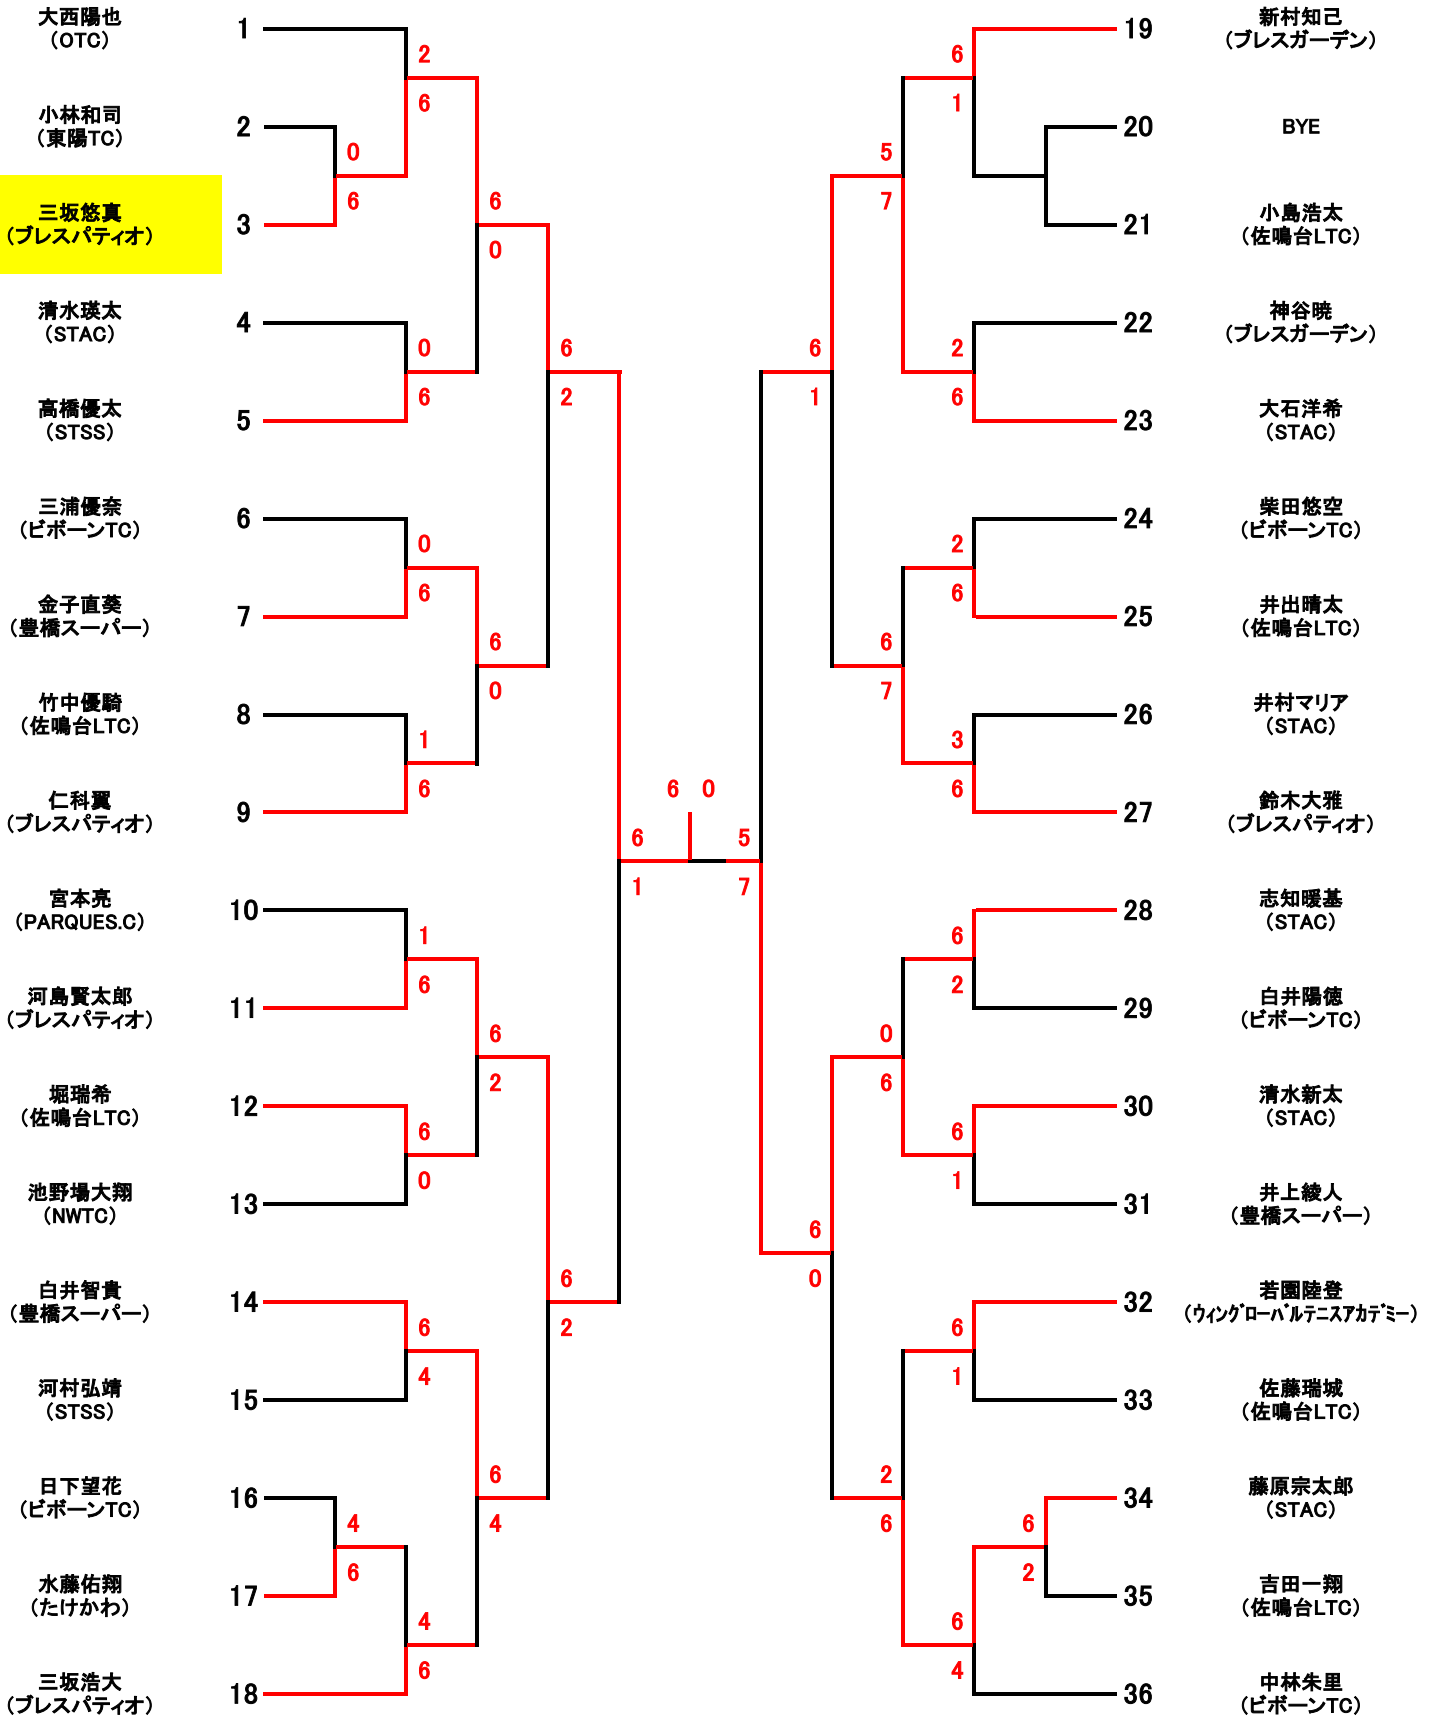 大西陽也
（OTC）
1
2
6
小林和司
（東陽TC）
2
0
6
三坂悠真
（ブレスパティオ）
3
6
0
清水瑛太
（STAC）
4
0
6
高橋優太
（STSS）
5
6
2
三浦優奈
（ビボーンTC）
6
0
6
金子直葵
（豊橋スーパー）
7
6
0
竹中優騎
（佐鳴台LTC）
8
1
6
仁科翼
（ブレスパティオ）
9
6
1
宮本亮
（PARQUES.C）
10
1
6
河島賢太郎
（ブレスパティオ）
11
6
2
堀瑞希
（佐鳴台LTC）
12
6
0
池野場大翔
（NWTC）
13
6
2
白井智貴
（豊橋スーパー）
14
6
4
河村弘靖
（STSS）
15
6
4
日下望花
（ビボーンTC）
16
4
6
水藤佑翔
（たけかわ）
17
4
6
三坂浩大
（ブレスパティオ）
18
6 0
5
7
19
新村知己
（ブレスガーデン）
6
1
20
BYE
5
7
21
小島浩太
（佐鳴台LTC）
22
神谷暁
（ブレスガーデン）
2
6
6
1
23
大石洋希
（STAC）
24
柴田悠空
（ビボーンTC）
2
6
25
井出晴太
（佐鳴台LTC）
6
7
26
井村マリア
（STAC）
3
6
27
鈴木大雅
（ブレスパティオ）
28
志知暖基
（STAC）
6
2
29
白井陽徳
（ビボーンTC）
0
6
30
清水新太
（STAC）
6
1
31
井上綾人
（豊橋スーパー）
6
0
32
若園陸登
（ｳｨﾝｸﾞﾛｰﾊﾞﾙﾃﾆｽｱｶﾃﾞﾐｰ）
6
1
33
佐藤瑞城
（佐鳴台LTC）
2
6
34
藤原宗太郎
（STAC）
6
2
35
吉田一翔
（佐鳴台LTC）
6
4
36
中林朱里
（ビボーンTC）